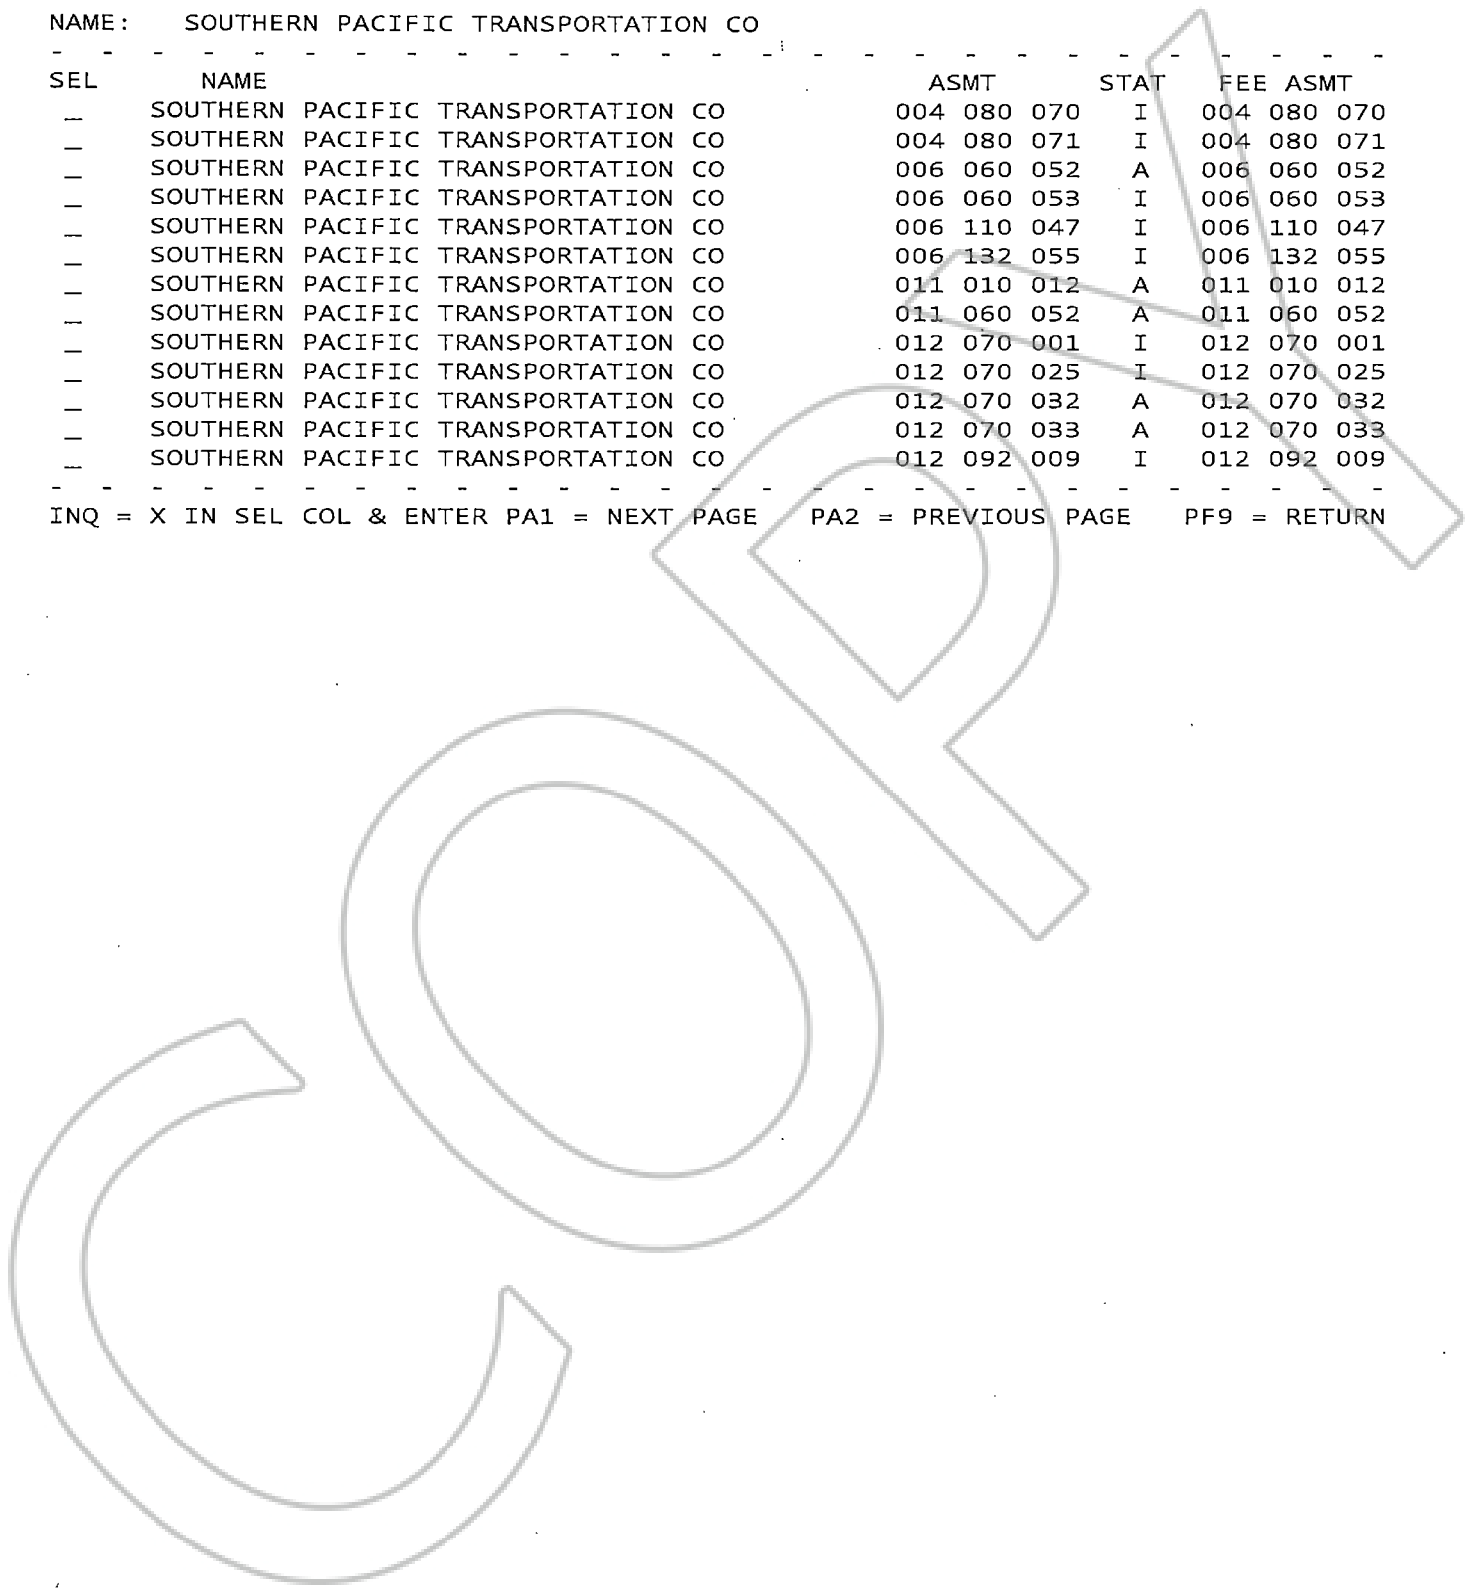 NAME: SOUTHERN PACIFIC TRANSPORTATION CO
- - - - - - - - - - - - - - - - - - - - - - - - - - -
SEL NAME ASMT STAT FEE ASMT
_ SOUTHERN PACIFIC TRANSPORTATION CO 004 080 070 I 004 080 070
_ SOUTHERN PACIFIC TRANSPORTATION CO 004 080 071 I 004 080 071
_ SOUTHERN PACIFIC TRANSPORTATION CO 006 060 052 A 006 060 052
_ SOUTHERN PACIFIC TRANSPORTATION CO 006 060 053 I 006 060 053
_ SOUTHERN PACIFIC TRANSPORTATION CO 006 110 047 I 006 110 047
_ SOUTHERN PACIFIC TRANSPORTATION CO 006 132 055 I 006 132 055
_ SOUTHERN PACIFIC TRANSPORTATION CO 011 010 012 A 011 010 012
_ SOUTHERN PACIFIC TRANSPORTATION CO 011 060 052 A 011 060 052
_ SOUTHERN PACIFIC TRANSPORTATION CO 012 070 001 I 012 070 001
_ SOUTHERN PACIFIC TRANSPORTATION CO 012 070 025 I 012 070 025
_ SOUTHERN PACIFIC TRANSPORTATION CO 012 070 032 A 012 070 032
_ SOUTHERN PACIFIC TRANSPORTATION CO 012 070 033 A 012 070 033
_ SOUTHERN PACIFIC TRANSPORTATION CO 012 092 009 I 012 092 009
- - - - - - - - - - - - - - - - - - - - - - - - - - -
INQ = X IN SEL COL & ENTER PA1 = NEXT PAGE PA2 = PREVIOUS PAGE PF9 = RETURN
COPY